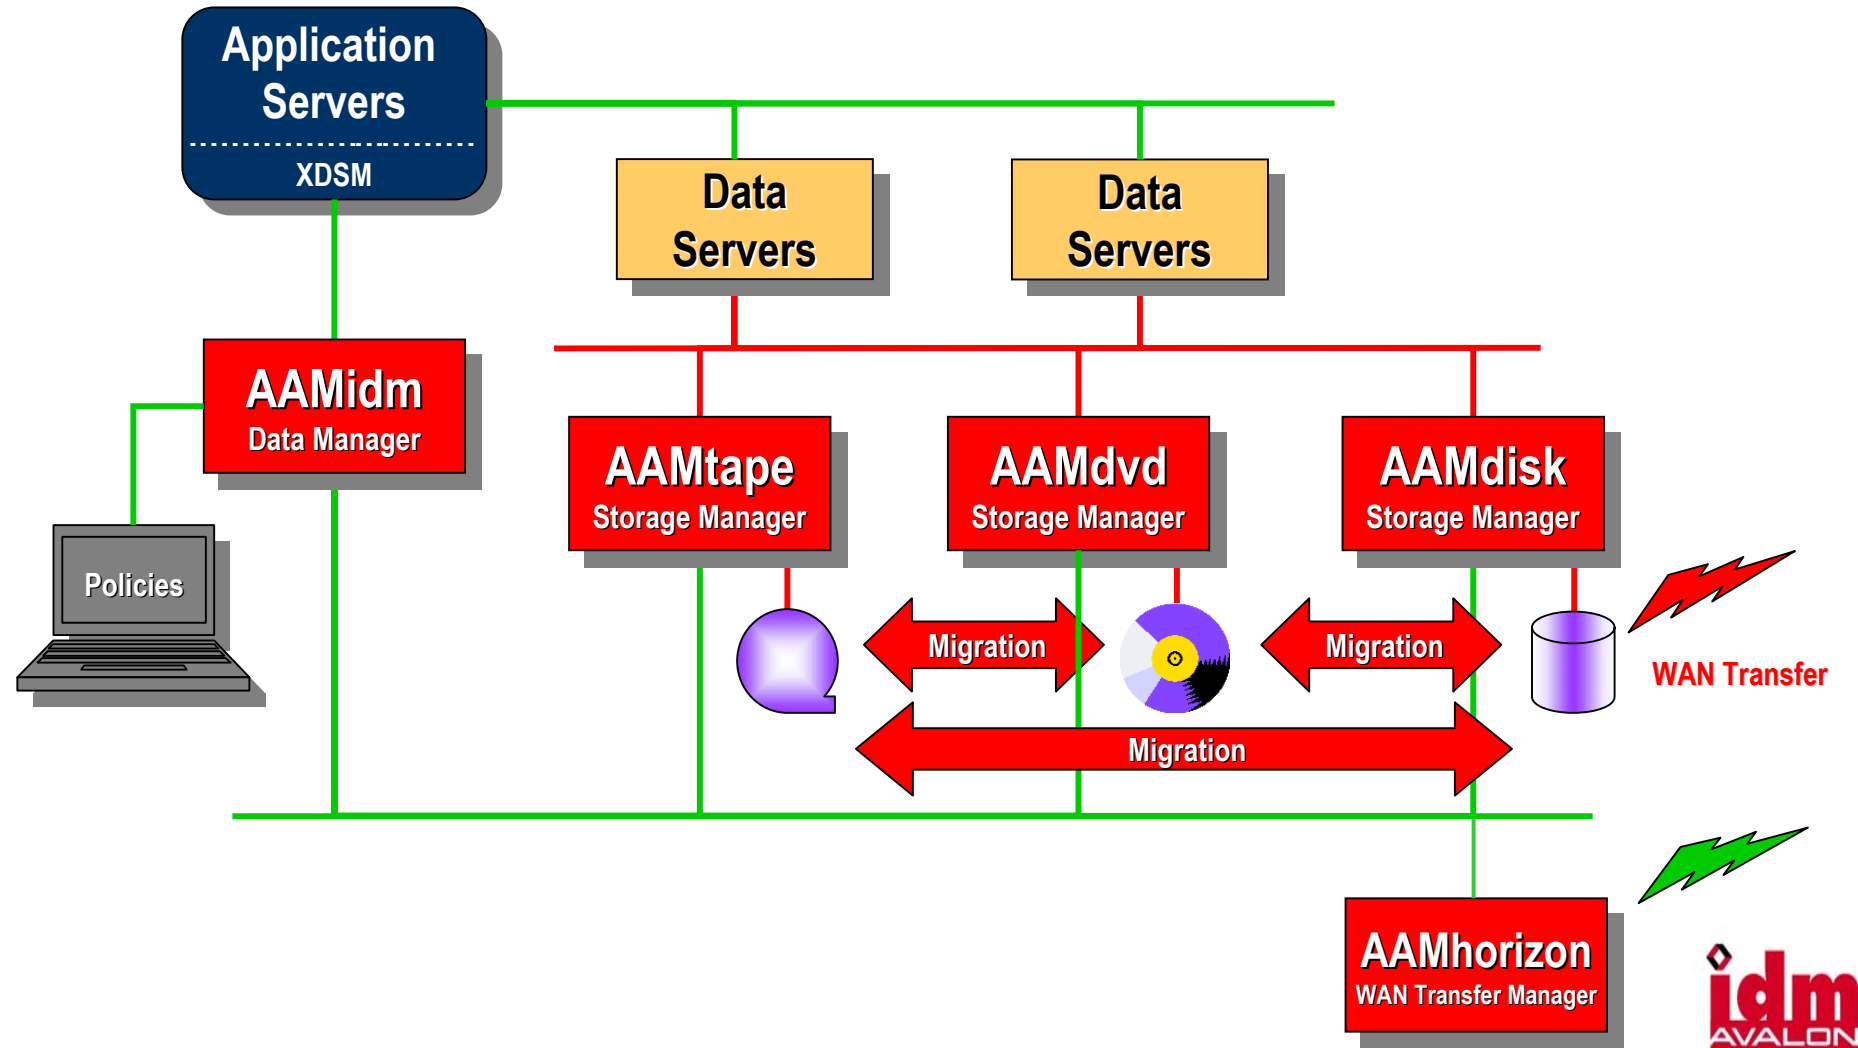 Application
Servers
XDSM
Data
Servers
Data
Servers
AAMidm
Data Manager
AAMtape
Storage Manager
AAMdvd
Storage Manager
AAMdisk
Storage Manager
Policies
Migration
Migration
WAN Transfer
Migration
AAMhorizon
WAN Transfer Manager
idm
AVALON